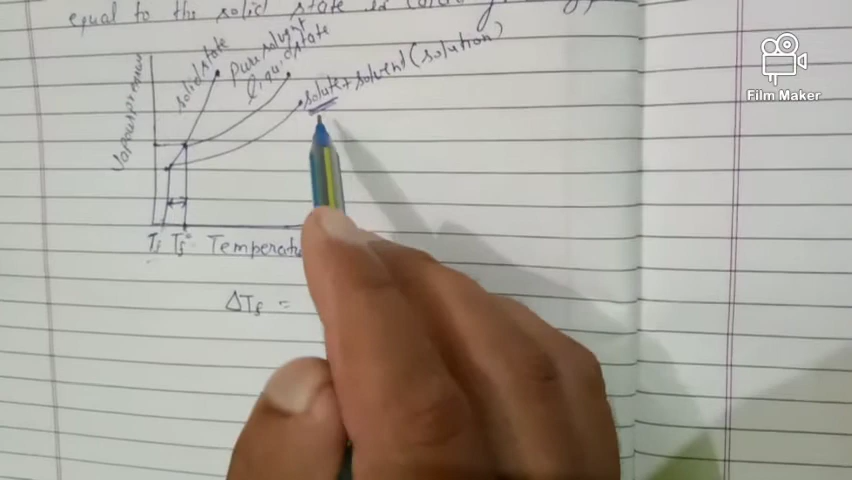 equal to the solid state is
solid state
pure solvent
liquid state
solute + solvent (solution)
Vapour pressure
Tf Tf° Temperatu
ΔTf =
Film Maker